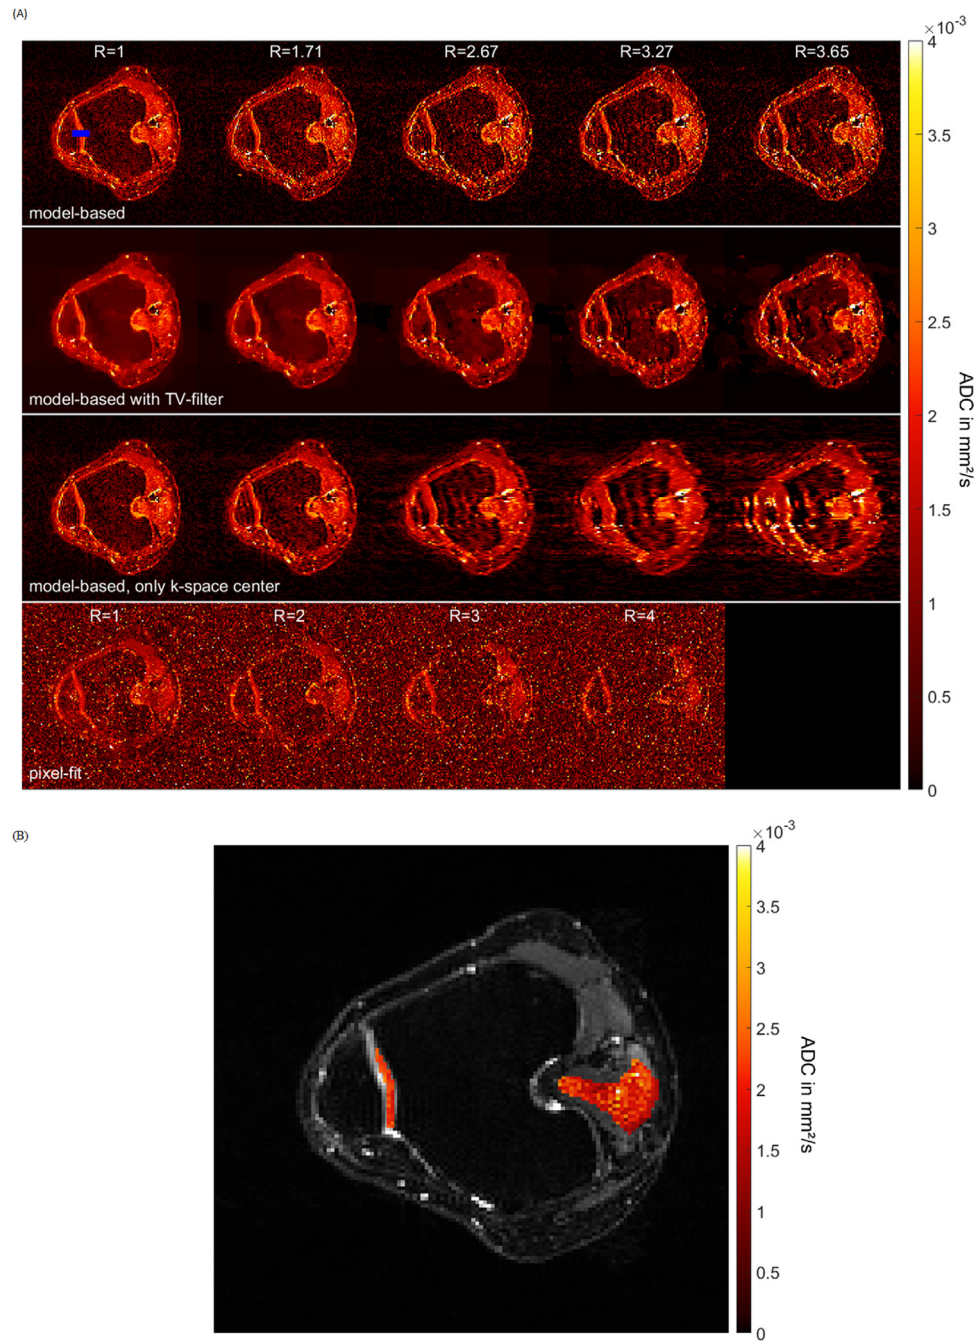 (A)
R=1 R=1.71 R=2.67 R=3.27 R=3.65
×10-3
4
3.5
3
2.5
2
1.5
1
0.5
0
ADC in mm²/s
model-based
model-based with TV-filter
model-based, only k-space center
R=1 R=2 R=3 R=4
pixel-fit
(B)
×10-3
4
3.5
3
2.5
2
1.5
1
0.5
0
ADC in mm²/s